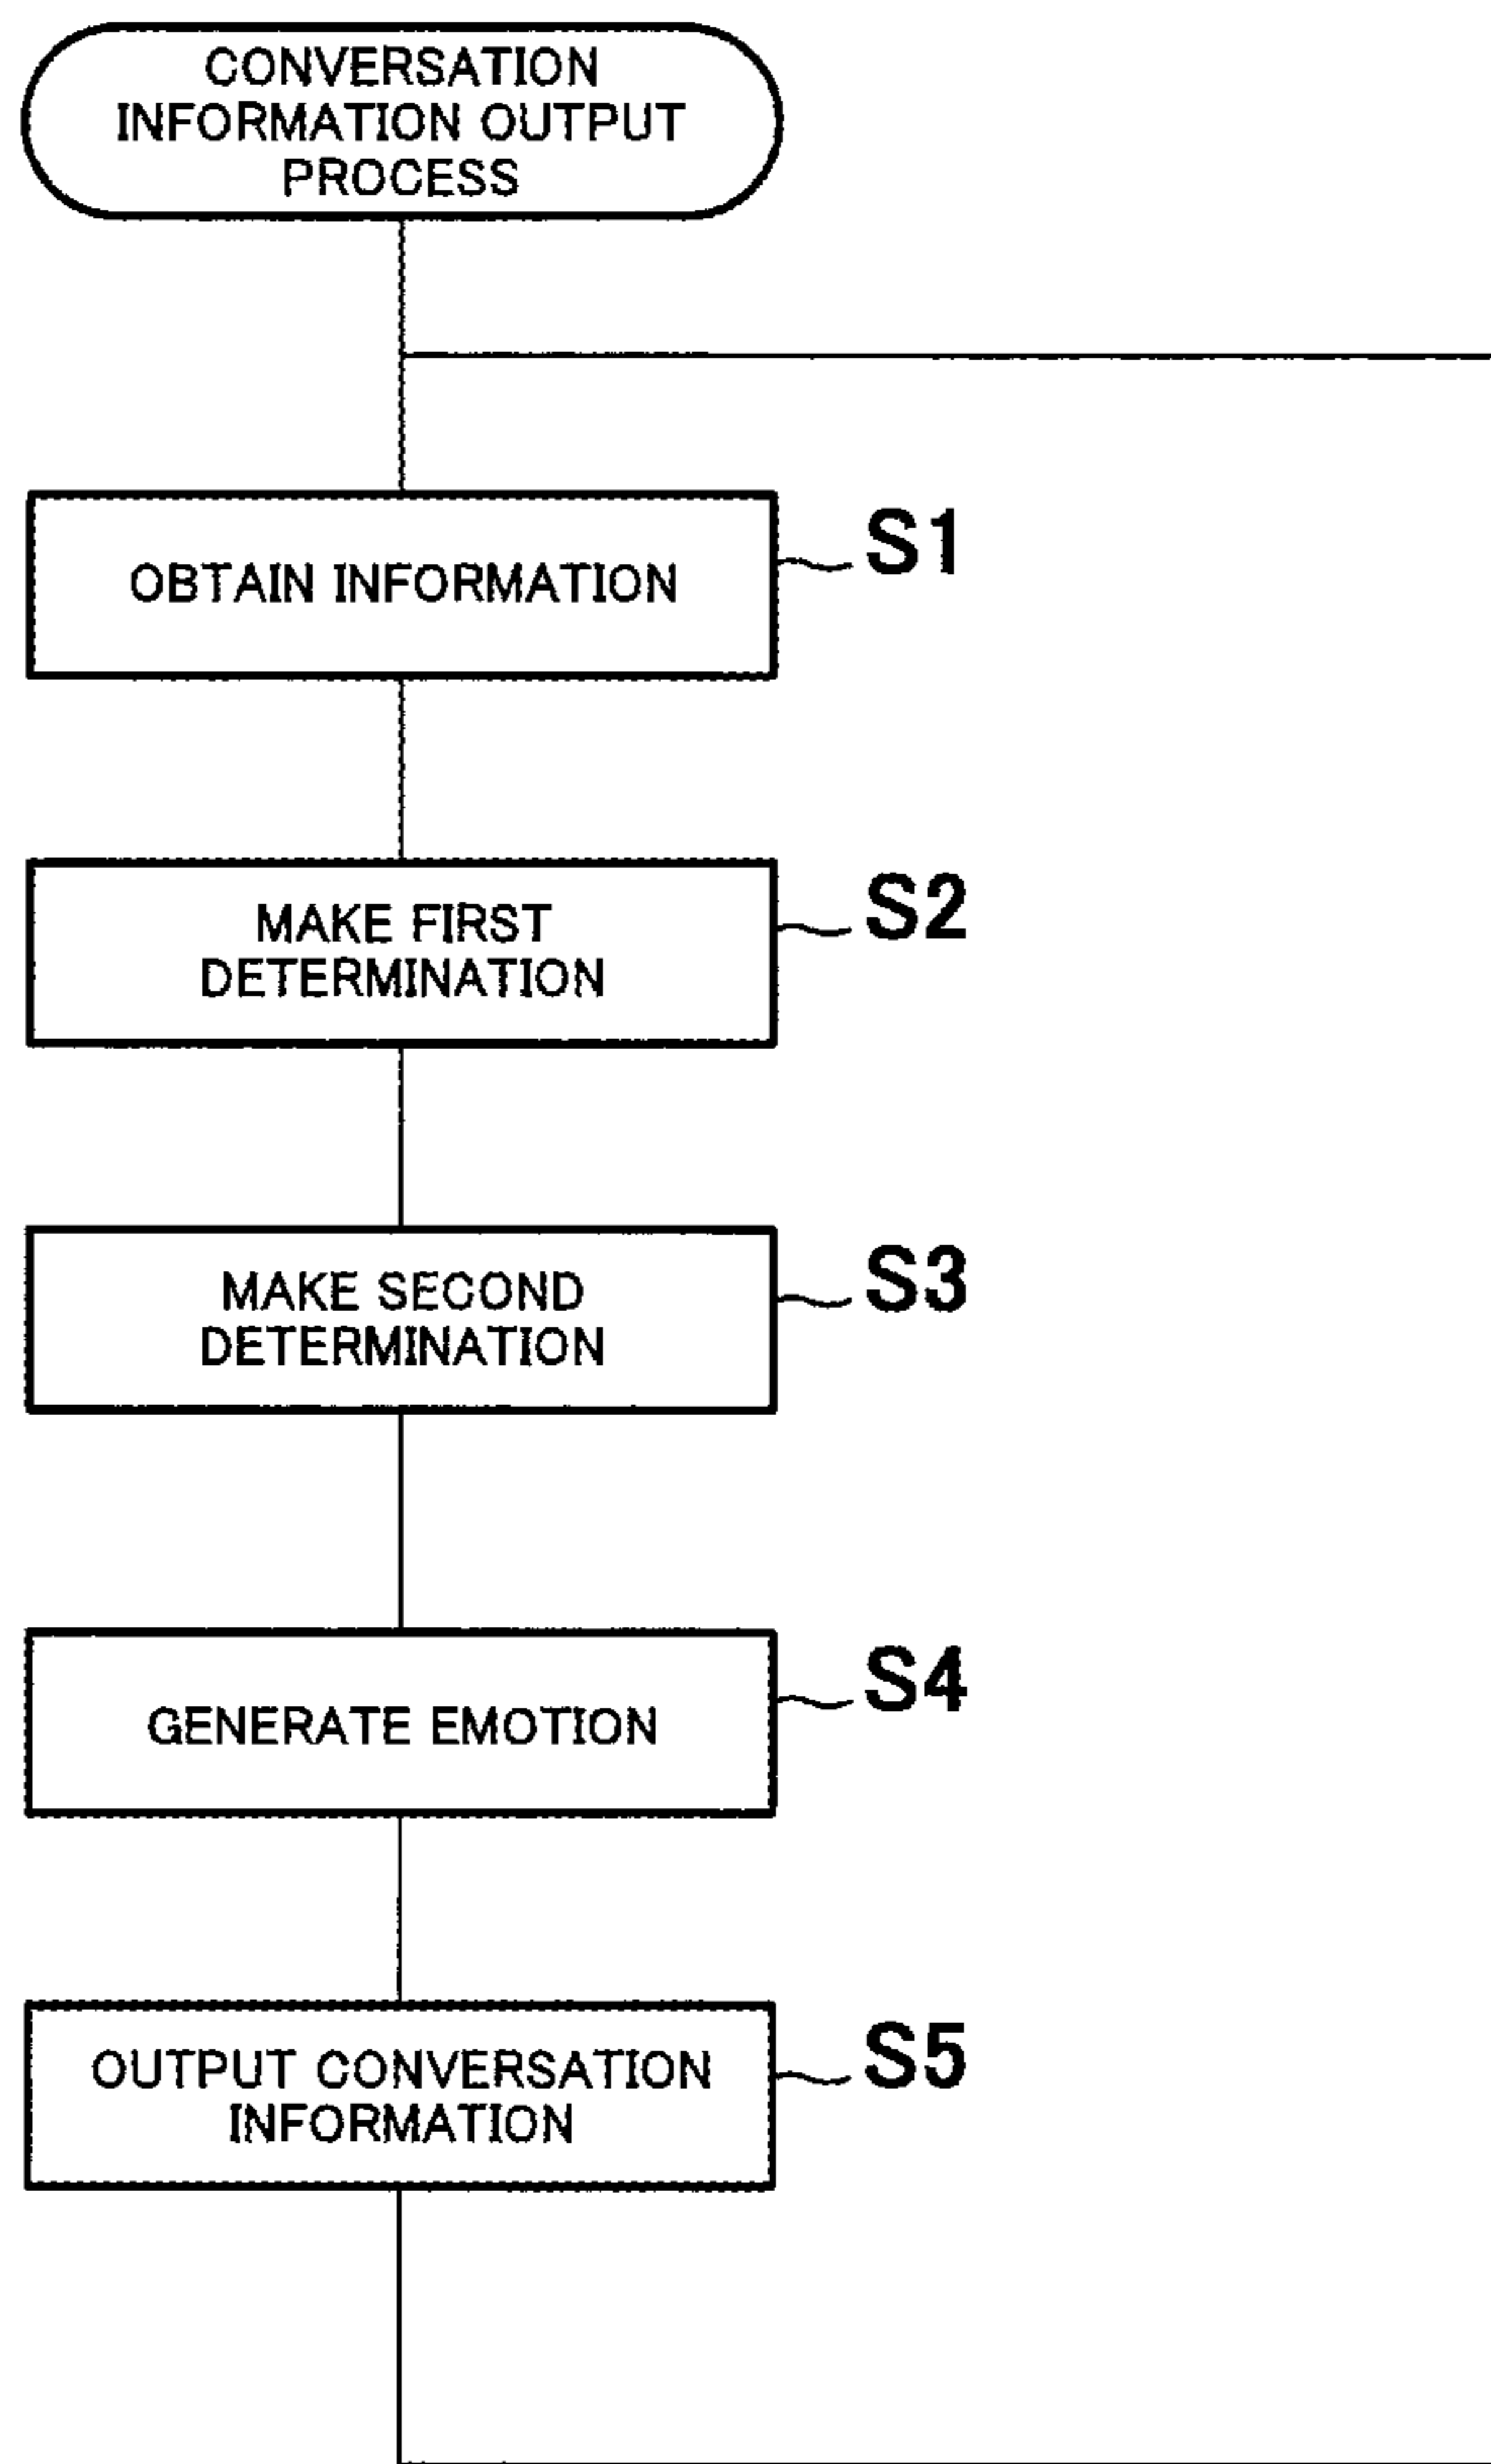 CONVERSATION
INFORMATION OUTPUT
PROCESS
OBTAIN INFORMATION
S1
MAKE FIRST
DETERMINATION
S2
MAKE SECOND
DETERMINATION
S3
GENERATE EMOTION
S4
OUTPUT CONVERSATION
INFORMATION
S5